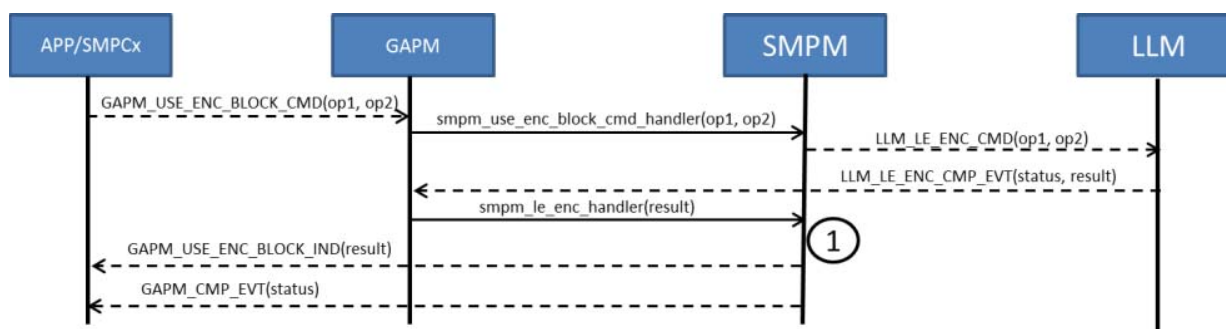 APP/SMPCx
GAPM
SMPM
LLM
GAPM_USE_ENC_BLOCK_CMD(op1, op2)
smpm_use_enc_block_cmd_handler(op1, op2)
LLM_LE_ENC_CMD(op1, op2)
LLM_LE_ENC_CMP_EVT(status, result)
smpm_le_enc_handler(result)
1
GAPM_USE_ENC_BLOCK_IND(result)
GAPM_CMP_EVT(status)